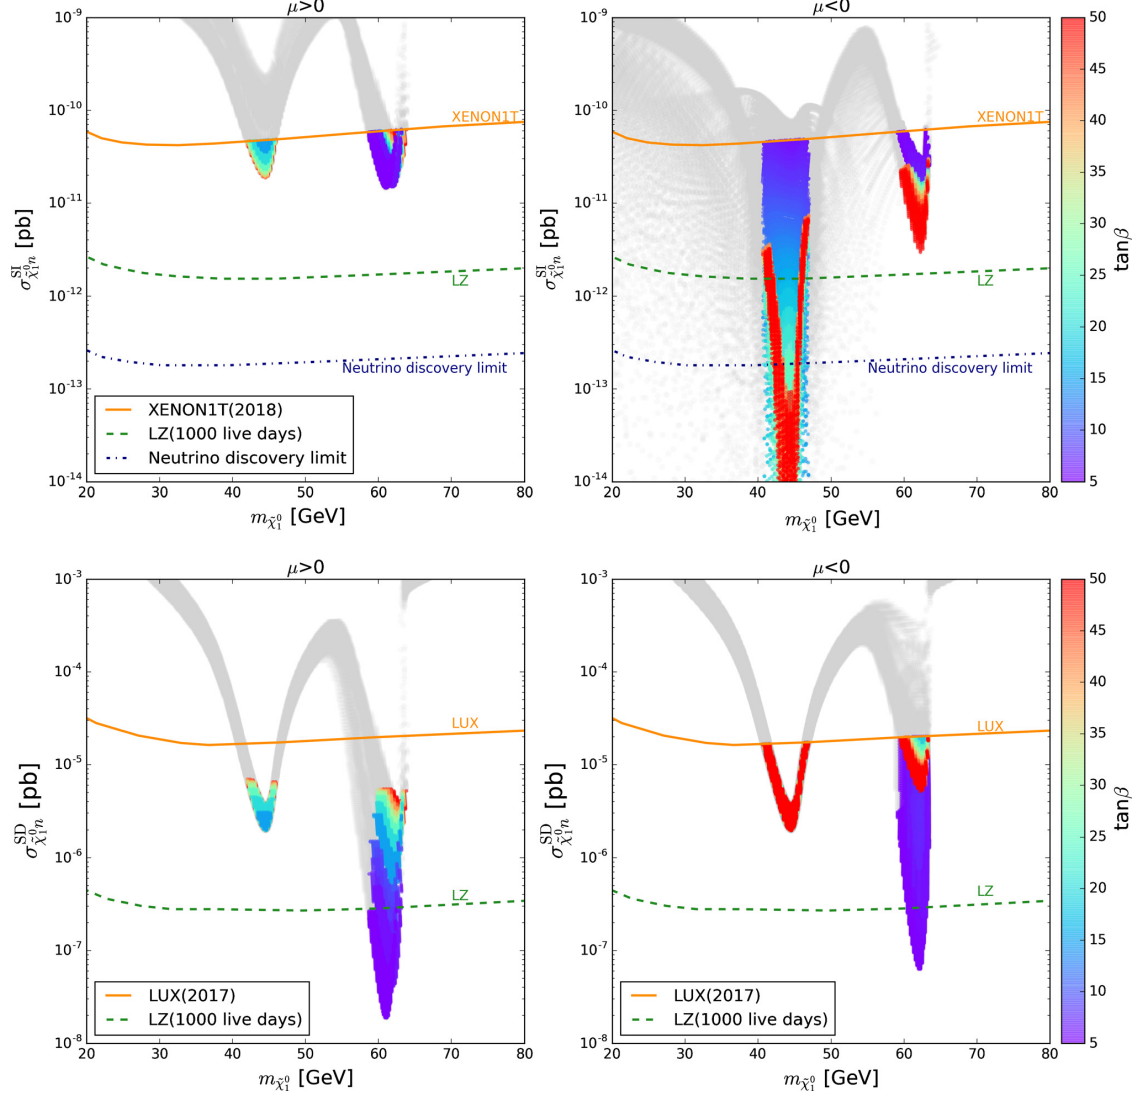 μ>0
10⁻⁹
10⁻¹⁰
10⁻¹¹
10⁻¹²
10⁻¹³
10⁻¹⁴
σ^SI_χ̃⁰₁n [pb]
XENON1T
LZ
Neutrino discovery limit
XENON1T(2018)
LZ(1000 live days)
Neutrino discovery limit
20 30 40 50 60 70 80
m_χ̃⁰₁ [GeV]
μ<0
10⁻⁹
10⁻¹⁰
10⁻¹¹
10⁻¹²
10⁻¹³
10⁻¹⁴
σ^SI_χ̃⁰₁n [pb]
XENON1T
LZ
Neutrino discovery limit
20 30 40 50 60 70 80
m_χ̃⁰₁ [GeV]
50
45
40
35
30
25
20
15
10
5
tanβ
μ>0
10⁻³
10⁻⁴
10⁻⁵
10⁻⁶
10⁻⁷
10⁻⁸
σ^SD_χ̃⁰₁n [pb]
LUX
LZ
LUX(2017)
LZ(1000 live days)
20 30 40 50 60 70 80
m_χ̃⁰₁ [GeV]
μ<0
10⁻³
10⁻⁴
10⁻⁵
10⁻⁶
10⁻⁷
10⁻⁸
σ^SD_χ̃⁰₁n [pb]
LUX
LZ
LUX(2017)
LZ(1000 live days)
20 30 40 50 60 70 80
m_χ̃⁰₁ [GeV]
50
45
40
35
30
25
20
15
10
5
tanβ